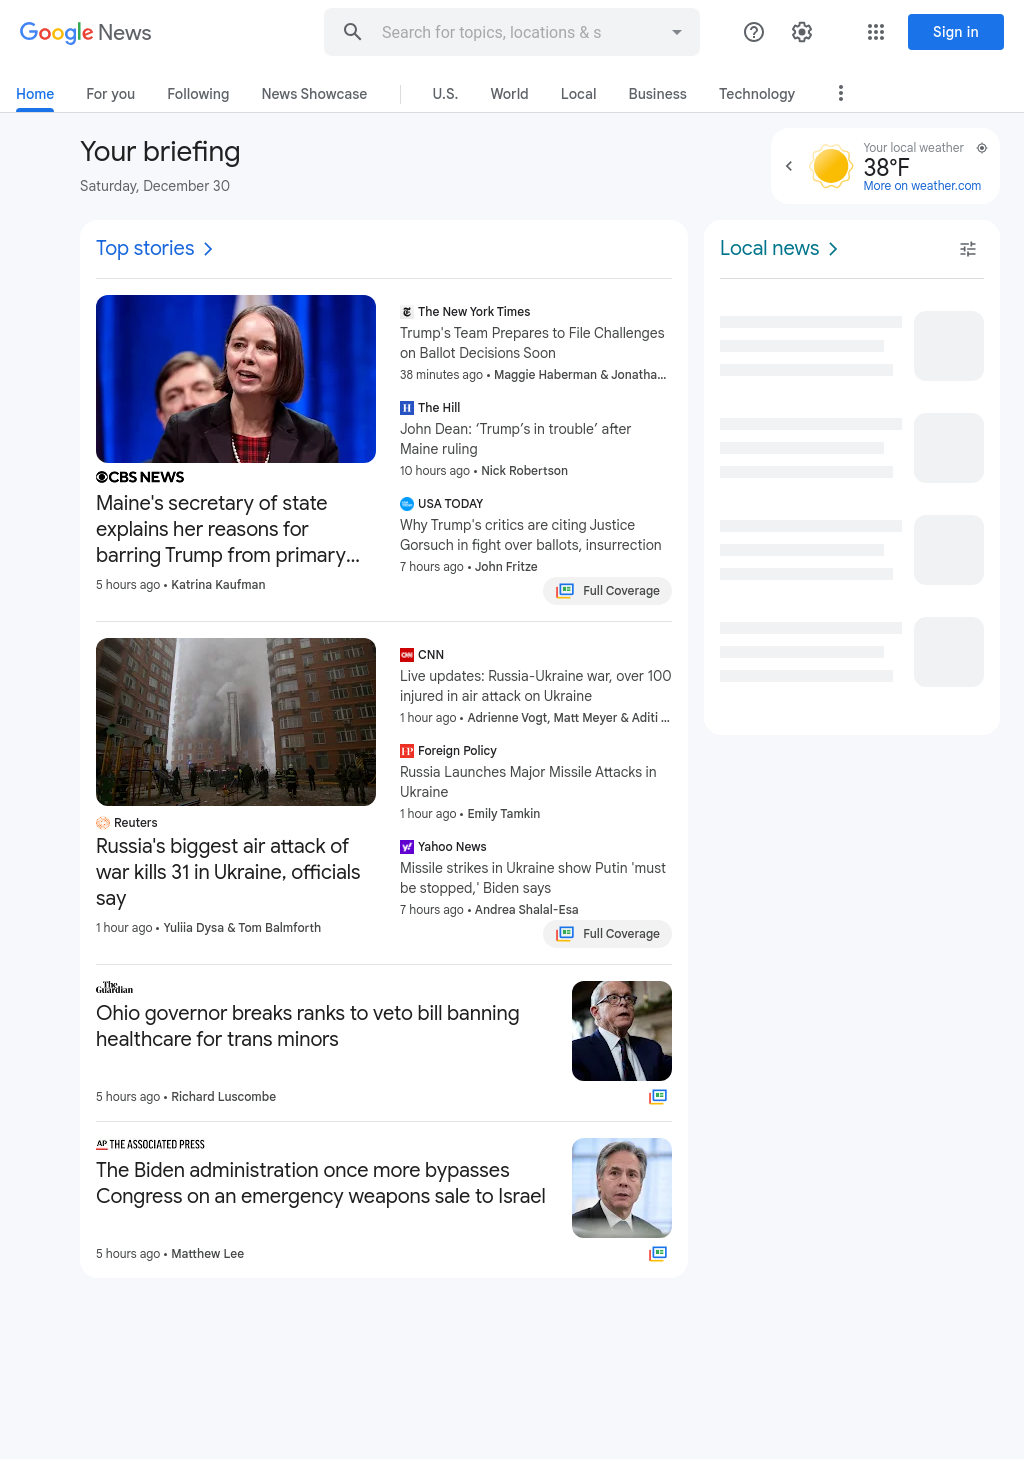 Google News
Search for topics, locations & s
Sign in
Home
For you
Following
News Showcase
U.S.
World
Local
Business
Technology
Your briefing
Saturday, December 30
Your local weather
38°F
More on weather.com
Top stories
CBS NEWS
Maine's secretary of state
explains her reasons for
barring Trump from primary…
5 hours ago • Katrina Kaufman
The New York Times
Trump's Team Prepares to File Challenges
on Ballot Decisions Soon
38 minutes ago • Maggie Haberman & Jonatha…
The Hill
John Dean: ‘Trump’s in trouble’ after
Maine ruling
10 hours ago • Nick Robertson
USA TODAY
Why Trump's critics are citing Justice
Gorsuch in fight over ballots, insurrection
7 hours ago • John Fritze
Full Coverage
Reuters
Russia's biggest air attack of
war kills 31 in Ukraine, officials
say
1 hour ago • Yuliia Dysa & Tom Balmforth
CNN
Live updates: Russia-Ukraine war, over 100
injured in air attack on Ukraine
1 hour ago • Adrienne Vogt, Matt Meyer & Aditi …
Foreign Policy
Russia Launches Major Missile Attacks in
Ukraine
1 hour ago • Emily Tamkin
Yahoo News
Missile strikes in Ukraine show Putin 'must
be stopped,' Biden says
7 hours ago • Andrea Shalal-Esa
Full Coverage
The Guardian
Ohio governor breaks ranks to veto bill banning
healthcare for trans minors
5 hours ago • Richard Luscombe
AP THE ASSOCIATED PRESS
The Biden administration once more bypasses
Congress on an emergency weapons sale to Israel
5 hours ago • Matthew Lee
Local news